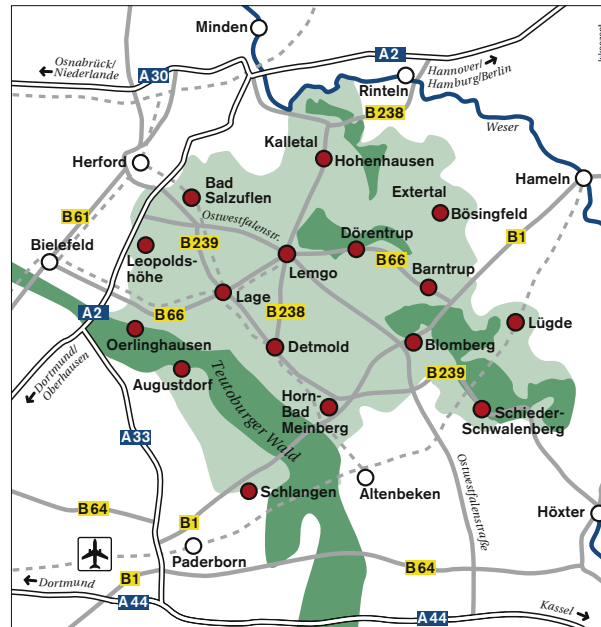 Minden
Osnabrück/
Niederlande
A30
A2
Hannover/
Hamburg/Berlin
Rinteln
B238
Weser
Kalletal
Hohenhausen
Herford
Hameln
Bad
Salzuflen
Extertal
Bösingfeld
Ostwestfalenstr.
B61
B239
Dörentrup
B1
Bielefeld
Leopolds-
höhe
Lemgo
B66
Barntrup
Lage
A2
B66
B238
Lügde
Oerlinghausen
Detmold
Blomberg
Dortmund/
Oberhausen
Augustdorf
Teutoburger Wald
B239
Horn-
Bad
Meinberg
Schieder-
Schwalenberg
A33
Ostwestfalenstraße
Schlangen
Altenbeken
B64
B1
Höxter
Paderborn
B64
Dortmund
B1
A44
Kassel
A44